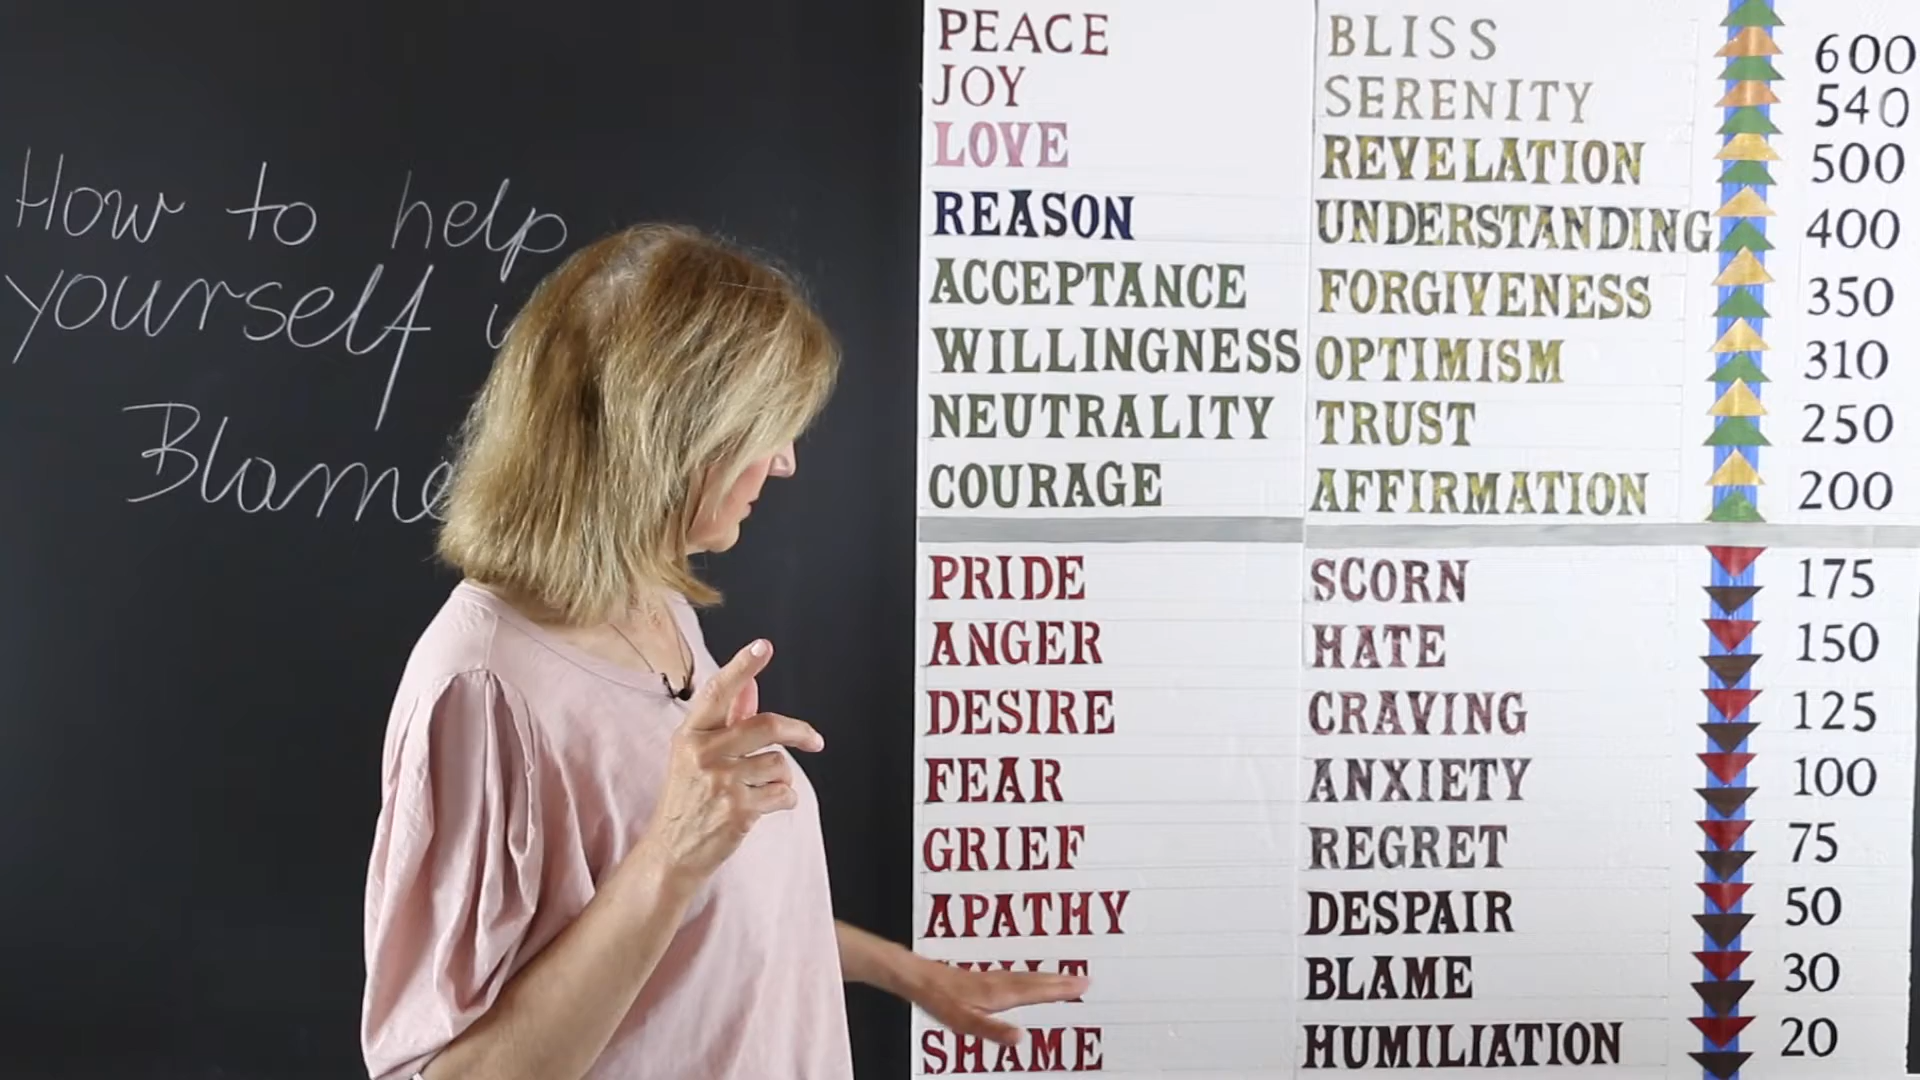 How to help
yourself
Blame
PEACE BLISS 600
JOY SERENITY 540
LOVE REVELATION 500
REASON UNDERSTANDING 400
ACCEPTANCE FORGIVENESS 350
WILLINGNESS OPTIMISM 310
NEUTRALITY TRUST 250
COURAGE AFFIRMATION 200
PRIDE SCORN 175
ANGER HATE 150
DESIRE CRAVING 125
FEAR ANXIETY 100
GRIEF REGRET 75
APATHY DESPAIR 50
BLAME 30
SHAME HUMILIATION 20